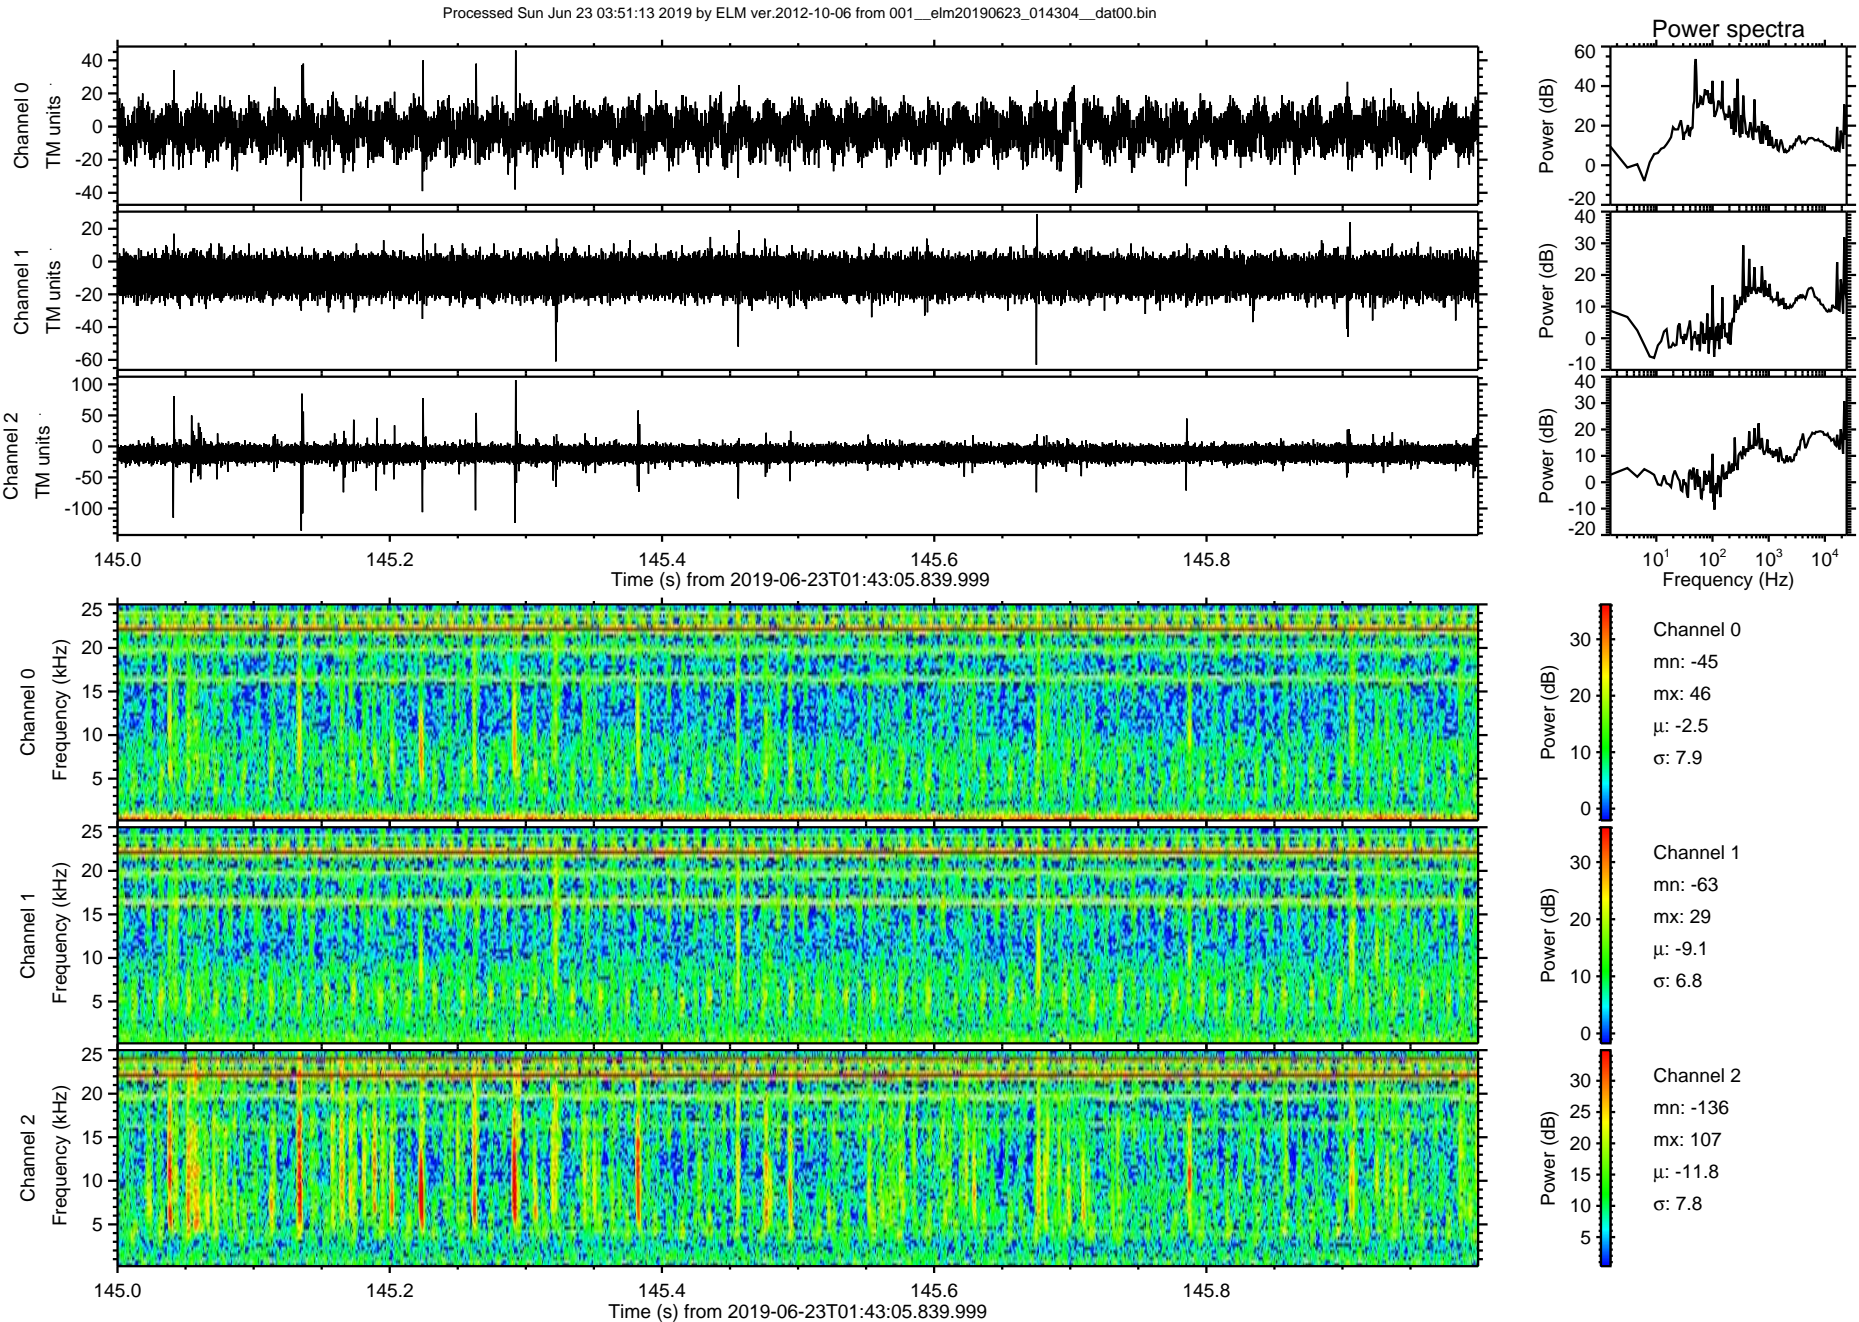 Processed Sun Jun 23 03:51:13 2019 by ELM ver.2012-10-06 from 001__elm20190623_014304__dat00.bin
Power spectra
Channel 0
TM units
40
20
0
-20
-40
Power (dB)
60
40
20
0
-20
Channel 1
TM units
20
0
-20
-40
-60
Power (dB)
40
30
20
10
0
-10
Channel 2
TM units
100
50
0
-50
-100
Power (dB)
40
30
20
10
0
-10
-20
145.0 145.2 145.4 145.6 145.8
Time (s) from 2019-06-23T01:43:05.839.999
10^1 10^2 10^3 10^4
Frequency (Hz)
Channel 0
Frequency (kHz)
25
20
15
10
5
Power (dB)
30
20
10
0
Channel 0
mn: -45
mx: 46
μ: -2.5
σ: 7.9
Channel 1
Frequency (kHz)
25
20
15
10
5
Power (dB)
30
20
10
0
Channel 1
mn: -63
mx: 29
μ: -9.1
σ: 6.8
Channel 2
Frequency (kHz)
25
20
15
10
5
Power (dB)
30
25
20
15
10
5
Channel 2
mn: -136
mx: 107
μ: -11.8
σ: 7.8
145.0 145.2 145.4 145.6 145.8
Time (s) from 2019-06-23T01:43:05.839.999